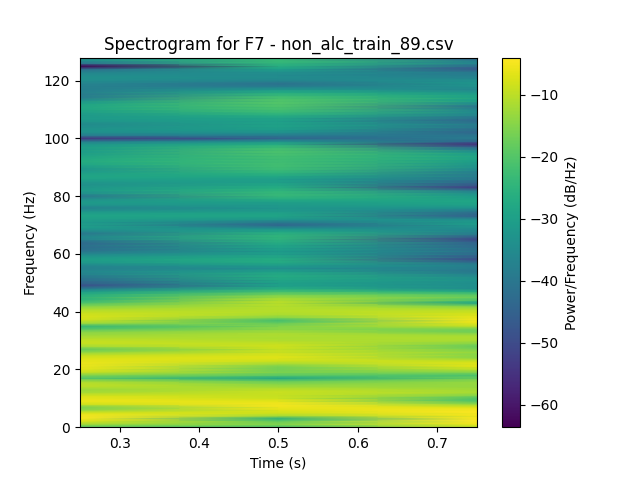 Spectrogram for F7 - non_alc_train_89.csv
120
100
80
60
40
20
0
Frequency (Hz)
0.3 0.4 0.5 0.6 0.7
Time (s)
−10
−20
−30
−40
−50
−60
Power/Frequency (dB/Hz)